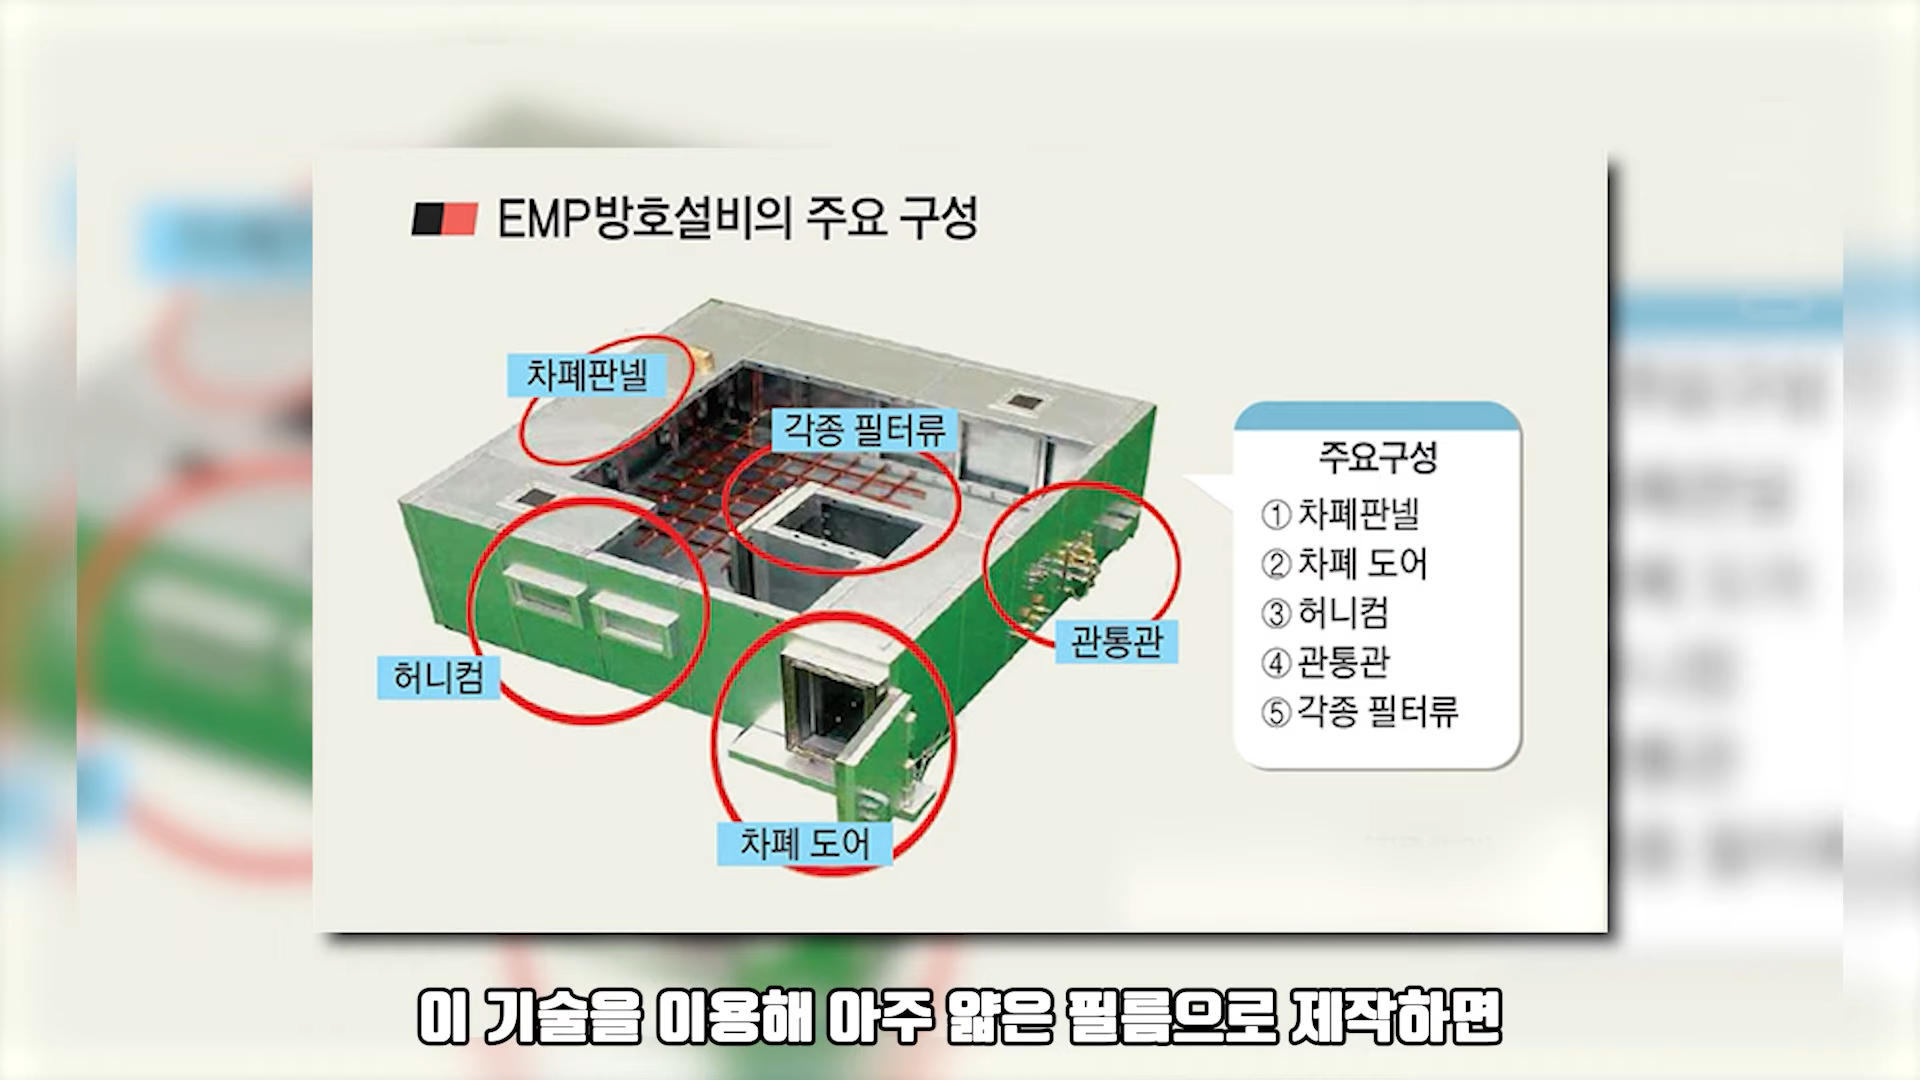 EMP방호설비의 주요 구성
차폐판넬
각종 필터류
허니컴
관통관
차폐 도어
주요구성
① 차폐판넬
② 차폐 도어
③ 허니컴
④ 관통관
⑤ 각종 필터류
이 기술을 이용해 아주 얇은 필름으로 제작하면